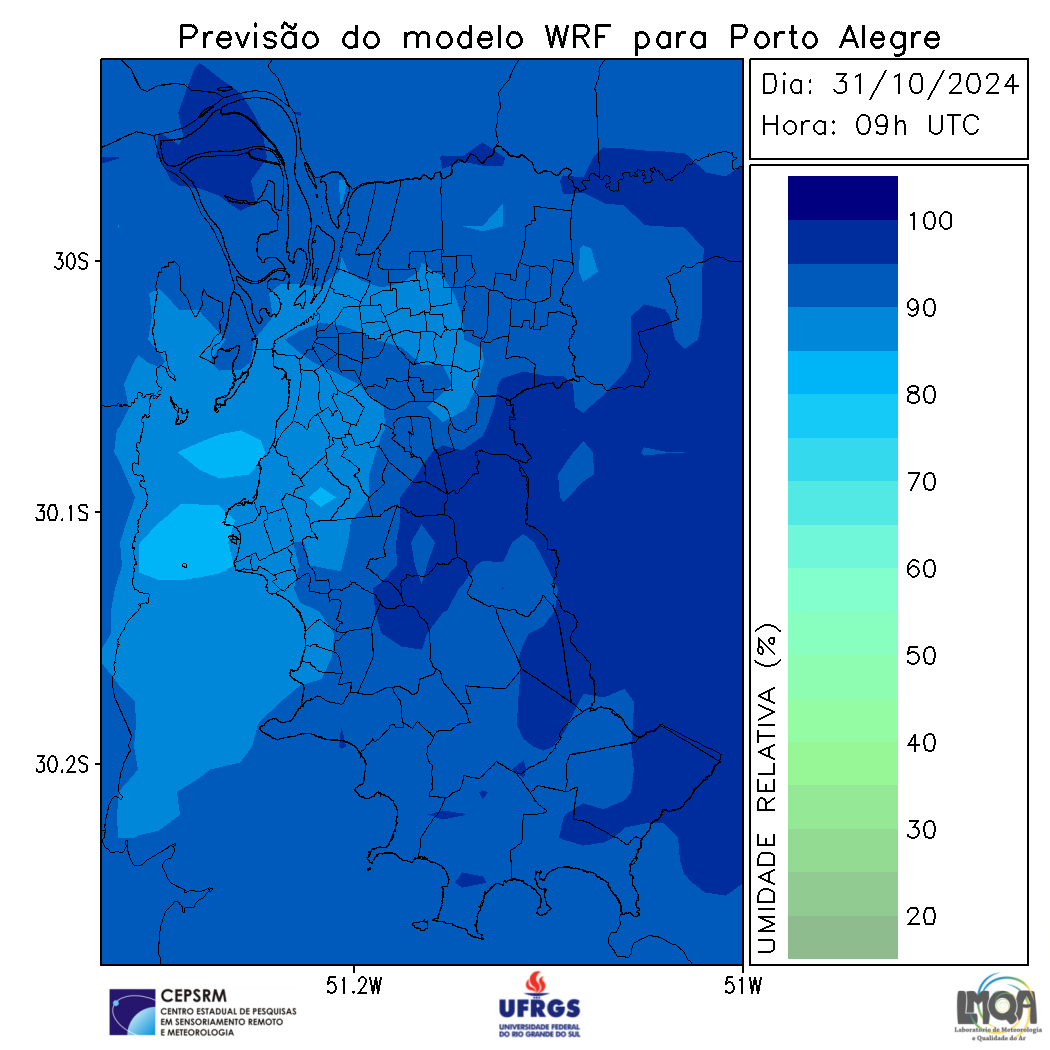 Previsão do modelo WRF para Porto Alegre
Dia: 31/10/2024
Hora: 09h UTC
30S
30.1S
30.2S
51.2W
51W
100
90
80
70
60
50
40
30
20
UMIDADE RELATIVA (%)
CEPSRM
CENTRO ESTADUAL DE PESQUISAS
EM SENSORIAMENTO REMOTO
E METEOROLOGIA
UFRGS
UNIVERSIDADE FEDERAL
DO RIO GRANDE DO SUL
LMQA
Laboratório de Meteorologia
e Qualidade do Ar